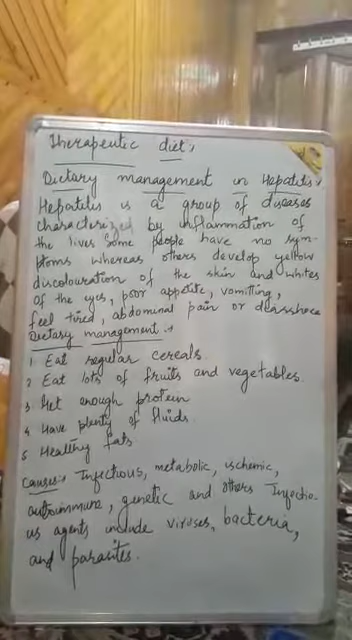 Therapeutic diet:
Dietary management in Hepatitis:
Hepatitis is a group of diseases
characterized by inflammation of
the lives Some people have no sym-
ptoms whereas others develop yellow
discolouration of the skin and whites
of the eyes, poor appetite, vomitting,
feel tired, abdominal pain or diarrhoea
Dietary management:
1 Eat regular cereals.
2 Eat lots of fruits and vegetables.
3 Get enough protein
4 Have plenty of fluids.
5 Healthy fats
Causes: Infectious, metabolic, ischemic,
autoimmune, genetic and others Infectio-
us agents include viruses, bacteria,
and parasites.